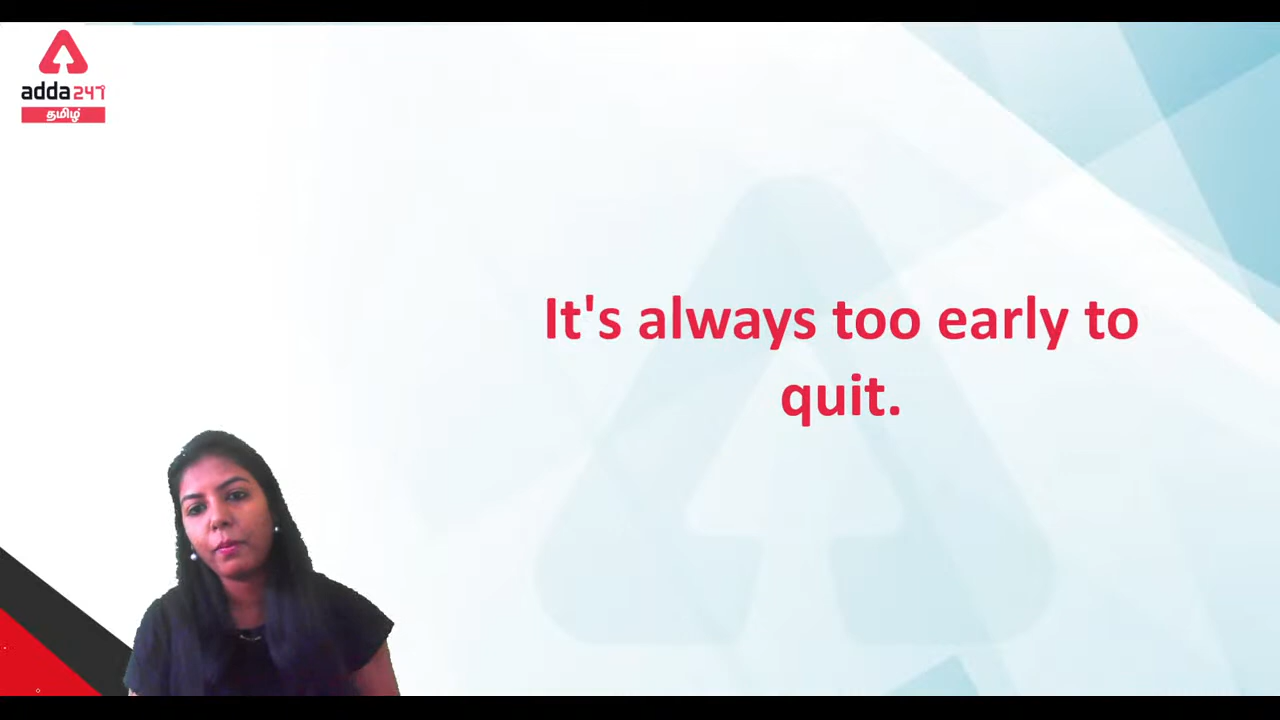 adda247
தமிழ்
It's always too early to
quit.